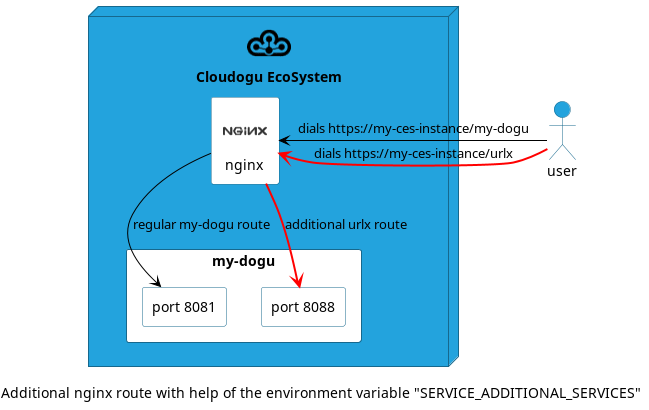 Cloudogu EcoSystem
NGINX
nginx
dials https://my-ces-instance/my-dogu
dials https://my-ces-instance/urlx
user
regular my-dogu route
additional urlx route
my-dogu
port 8081
port 8088
Additional nginx route with help of the environment variable "SERVICE_ADDITIONAL_SERVICES"